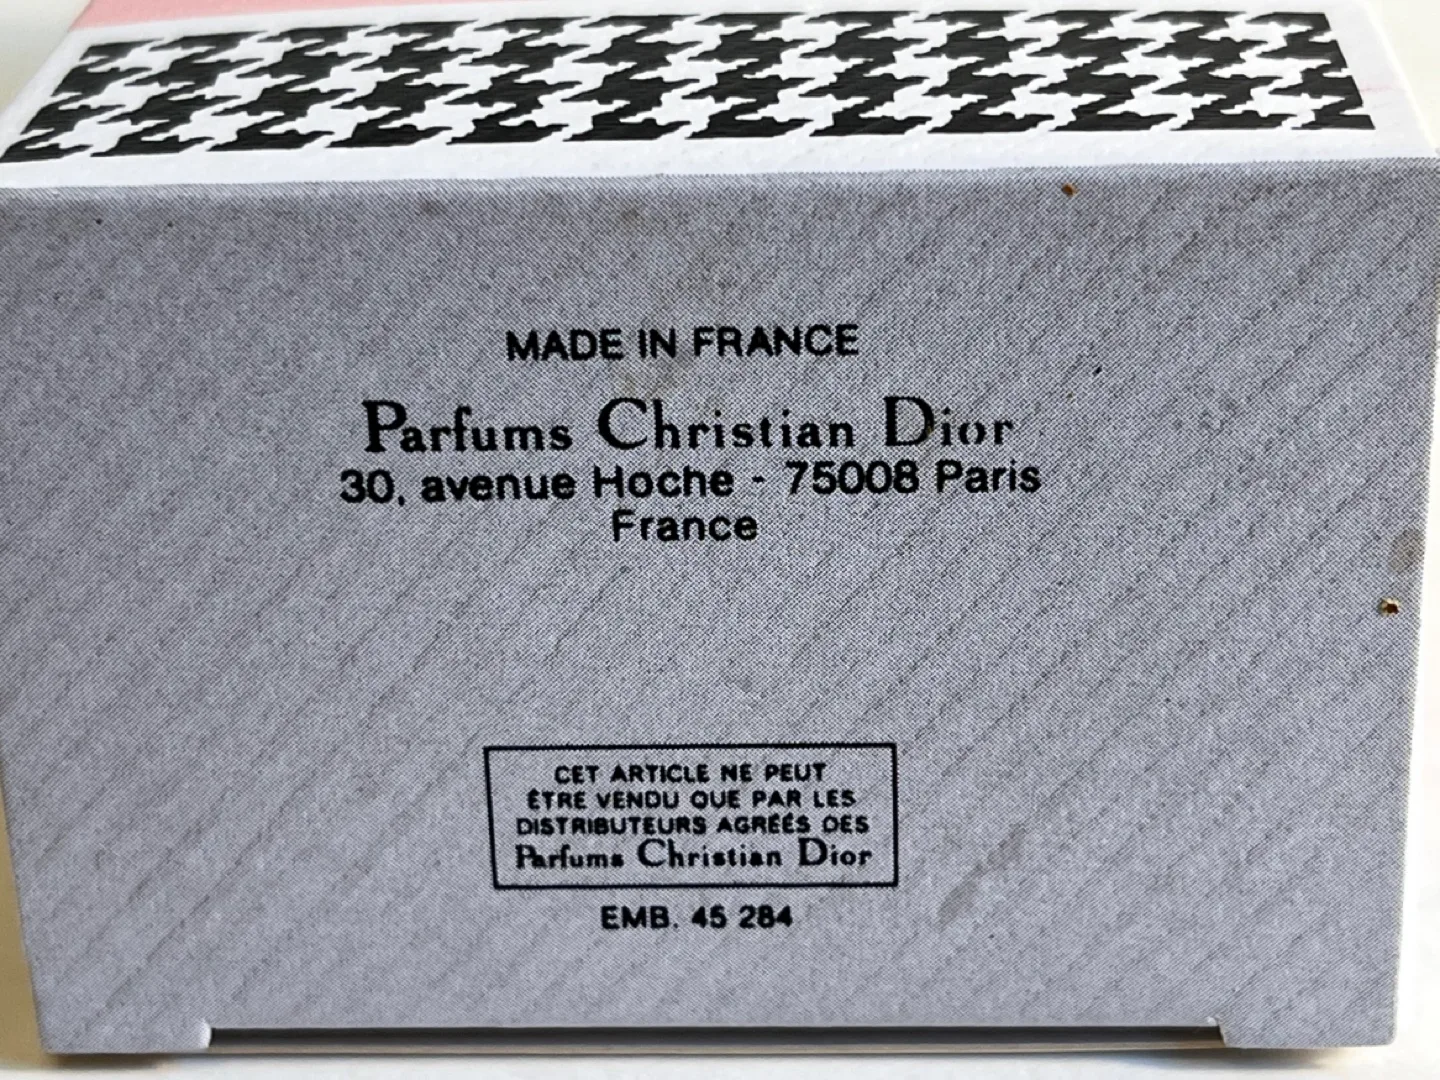 MADE IN FRANCE
Parfums Christian Dior
30, avenue Hoche - 75008 Paris
France
CET ARTICLE NE PEUT
ÊTRE VENDU QUE PAR LES
DISTRIBUTEURS AGRÉÉS DES
Parfums Christian Dior
EMB. 45 284